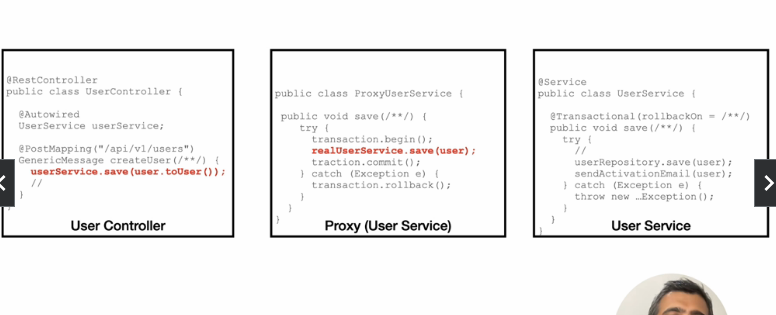 @RestController
public class UserController {
@Autowired
UserService userService;
@PostMapping("/api/v1/users")
GenericMessage createUser(/**/) {
userService.save(user.toUser());
//
}
}
User Controller
public class ProxyUserService {
public void save(/**/) {
try {
transaction.begin();
realUserService.save(user);
traction.commit();
} catch (Exception e) {
transaction.rollback();
}
}
}
Proxy (User Service)
@Service
public class UserService {
@Transactional(rollbackOn = /**/)
public void save(/**/) {
try {
//
userRepository.save(user);
sendActivationEmail(user);
} catch (Exception e) {
throw new …Exception();
}
}
}
User Service